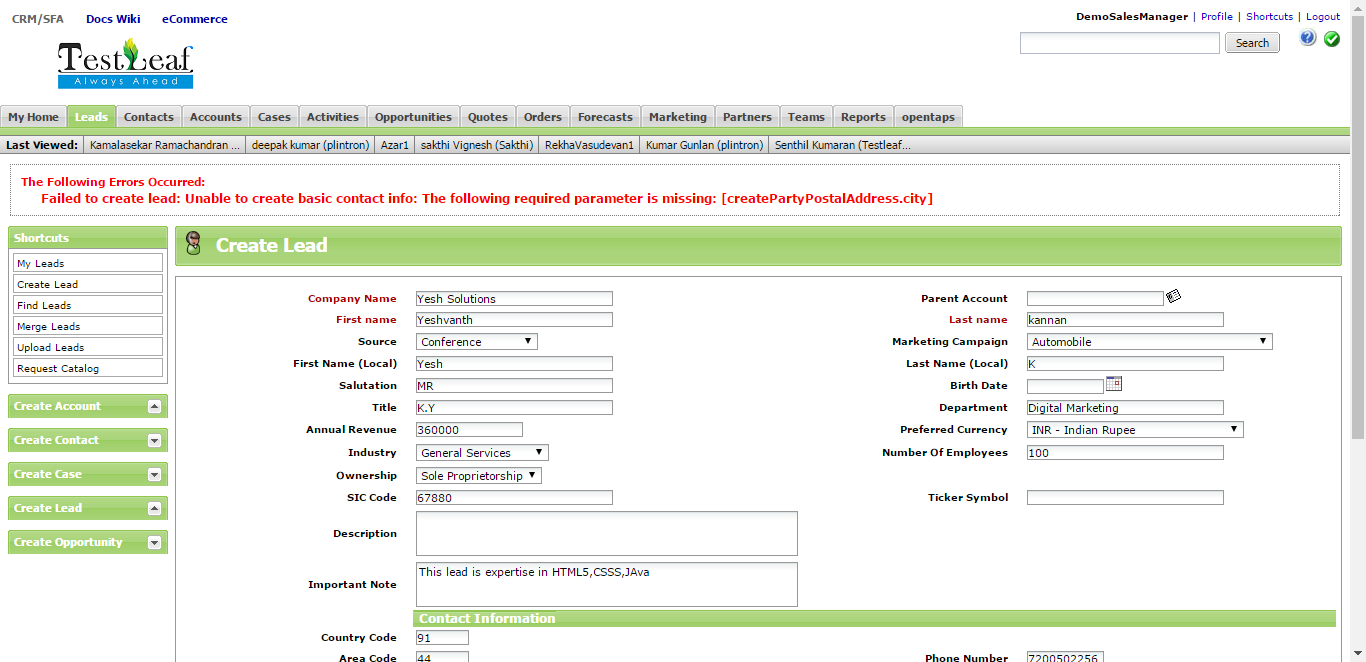 CRM/SFA Docs Wiki eCommerce
DemoSalesManager | Profile | Shortcuts | Logout
Search
TestLeaf
Always Ahead
My Home Leads Contacts Accounts Cases Activities Opportunities Quotes Orders Forecasts Marketing Partners Teams Reports opentaps
Last Viewed: Kamalasekar Ramachandran ... deepak kumar (plintron) Azar1 sakthi Vignesh (Sakthi) RekhaVasudevan1 Kumar Gunlan (plintron) Senthil Kumaran (Testleaf...
The Following Errors Occurred:
Failed to create lead: Unable to create basic contact info: The following required parameter is missing: [createPartyPostalAddress.city]
Shortcuts
My Leads
Create Lead
Find Leads
Merge Leads
Upload Leads
Request Catalog
Create Account
Create Contact
Create Case
Create Lead
Create Opportunity
Create Lead
Company Name Yesh Solutions Parent Account
First name Yeshvanth Last name kannan
Source Conference Marketing Campaign Automobile
First Name (Local) Yesh Last Name (Local) K
Salutation MR Birth Date
Title K.Y Department Digital Marketing
Annual Revenue 360000 Preferred Currency INR - Indian Rupee
Industry General Services Number Of Employees 100
Ownership Sole Proprietorship
SIC Code 67880 Ticker Symbol
Description
Important Note This lead is expertise in HTML5,CSSS,JAva
Contact Information
Country Code 91
Area Code 44 Phone Number 7200502256